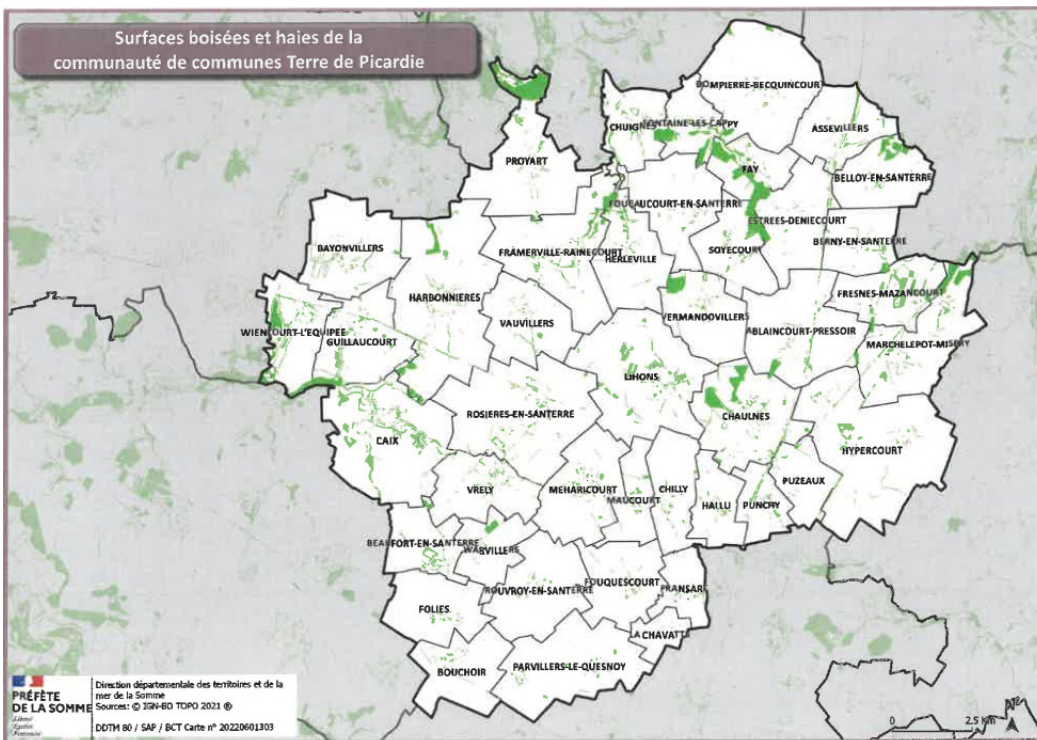 Surfaces boisées et haies de la
communauté de communes Terre de Picardie
DOMPIERRE-BECQUINCOURT
CHUIGNES
FONTAINE-LES-CAPPY
ASSEVILLERS
PROYART
FAY
BELLOY-EN-SANTERRE
FOUCAUCOURT-EN-SANTERRE
ESTREES-DENIECOURT
BERNY-EN-SANTERRE
BAYONVILLERS
FRAMERVILLE-RAINECOURT
HERLEVILLE
SOYECOURT
HARBONNIERES
FRESNES-MAZANCOURT
WIENCOURT-L'EQUIPEE
GUILLAUCOURT
VAUVILLERS
VERMANDOVILLERS
ABLAINCOURT-PRESSOIR
MARCHELEPOT-MISERY
LIHONS
ROSIERES-EN-SANTERRE
CHAULNES
CAIX
HYPERCOURT
VRELY
MEHARICOURT
MAUCOURT
CHILLY
HALLU
PUNCHY
PUZEAUX
BEAUFORT-EN-SANTERRE
WARVILLERS
ROUVROY-EN-SANTERRE
FOUQUESCOURT
FRANSART
FOLIES
LA CHAVATTE
BOUCHOIR
PARVILLERS-LE-QUESNOY
PRÉFÈTE
DE LA SOMME
Liberté
Égalité
Fraternité
Direction départementale des territoires et de la
mer de la Somme
Sources: © IGN-BD TOPO 2021 ®
DDTM 80 / SAP / BCT Carte n° 20220601303
0 2.5 Km